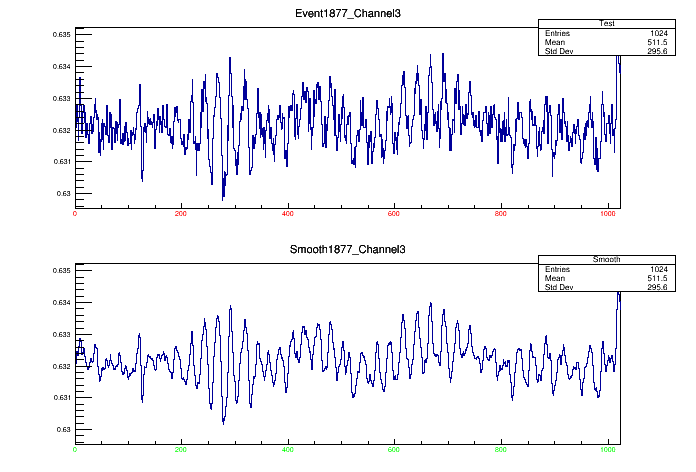 Event1877_Channel3
Test
Entries 1024
Mean 511.5
Std Dev 295.6
0.635
0.634
0.633
0.632
0.631
0.63
0 200 400 600 800 1000
Smooth1877_Channel3
Smooth
Entries 1024
Mean 511.5
Std Dev 295.6
0.635
0.634
0.633
0.632
0.631
0.63
0 200 400 600 800 1000